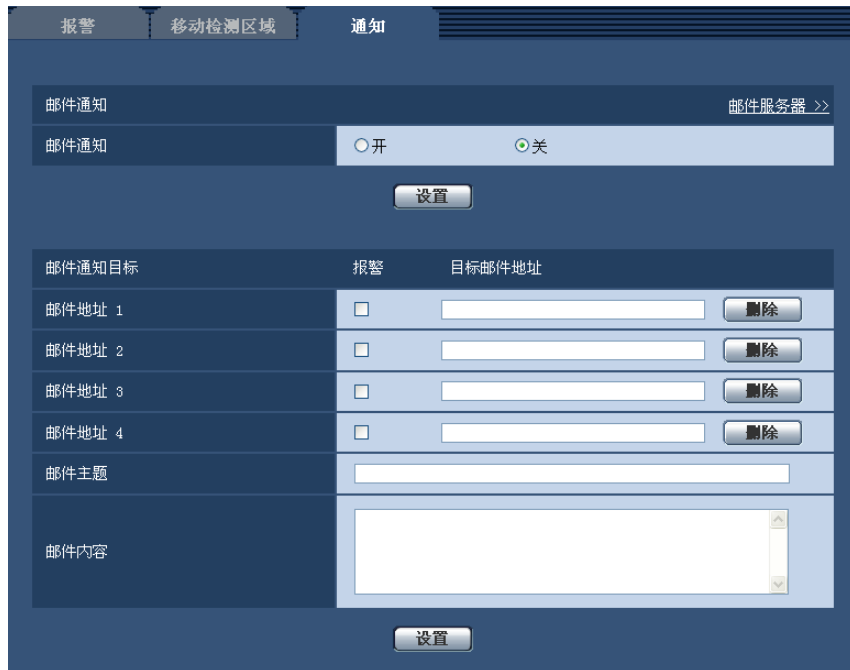 报警 移动检测区域 通知
邮件通知 邮件服务器 >>
邮件通知 开 关
设置
邮件通知目标 报警 目标邮件地址
邮件地址 1 删除
邮件地址 2 删除
邮件地址 3 删除
邮件地址 4 删除
邮件主题
邮件内容
设置